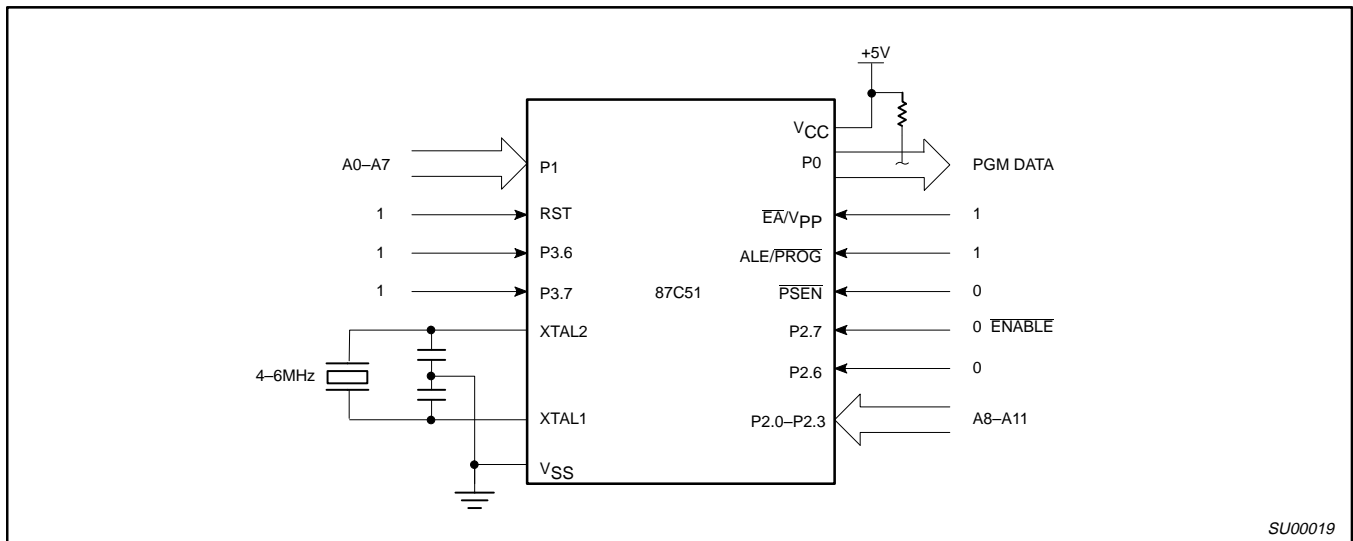 +5V
VCC
A0–A7
P1
P0
PGM DATA
1
RST
EA/VPP
1
1
P3.6
ALE/PROG
1
1
P3.7
87C51
PSEN
0
XTAL2
P2.7
0 ENABLE
4–6MHz
P2.6
0
XTAL1
P2.0–P2.3
A8–A11
VSS
SU00019